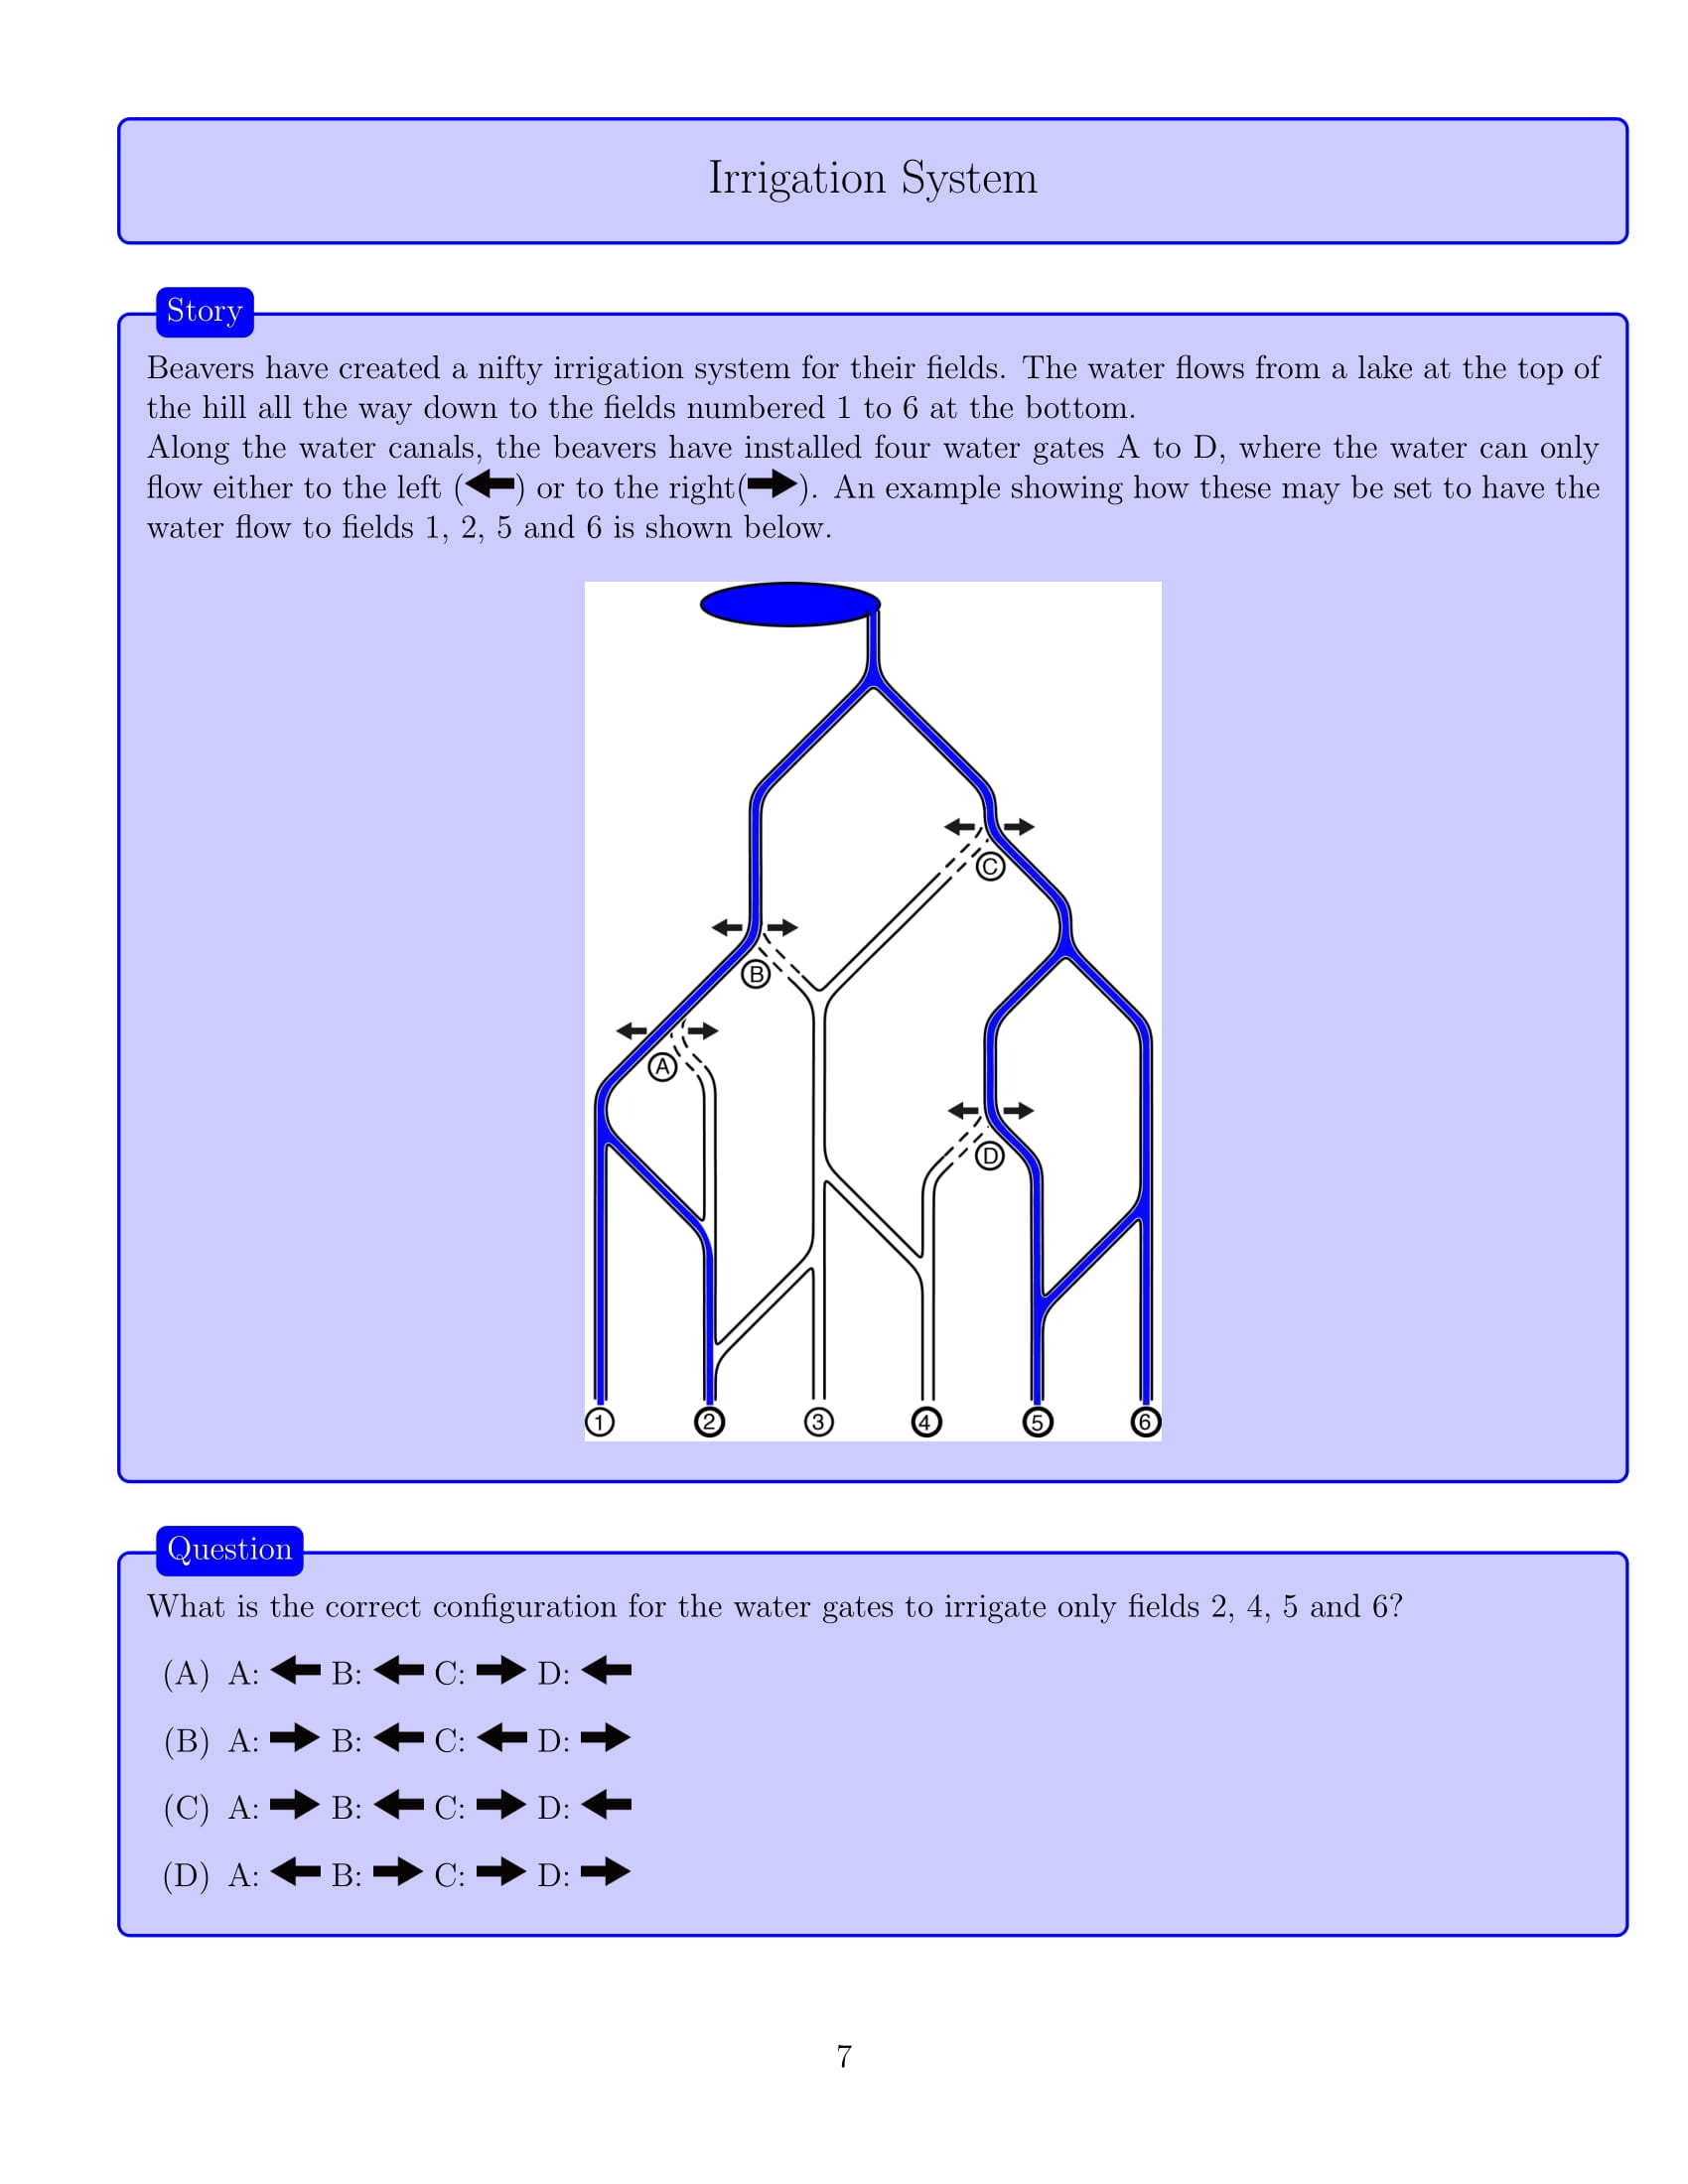 Irrigation System
Story
Beavers have created a nifty irrigation system for their fields. The water flows from a lake at the top of
the hill all the way down to the fields numbered 1 to 6 at the bottom.
Along the water canals, the beavers have installed four water gates A to D, where the water can only
flow either to the left (⬅) or to the right(➡). An example showing how these may be set to have the
water flow to fields 1, 2, 5 and 6 is shown below.
C
B
A
D
1 2 3 4 5 6
Question
What is the correct configuration for the water gates to irrigate only fields 2, 4, 5 and 6?
(A) A: ⬅ B: ⬅ C: ➡ D: ⬅
(B) A: ➡ B: ⬅ C: ⬅ D: ➡
(C) A: ➡ B: ⬅ C: ➡ D: ⬅
(D) A: ⬅ B: ➡ C: ➡ D: ➡
7